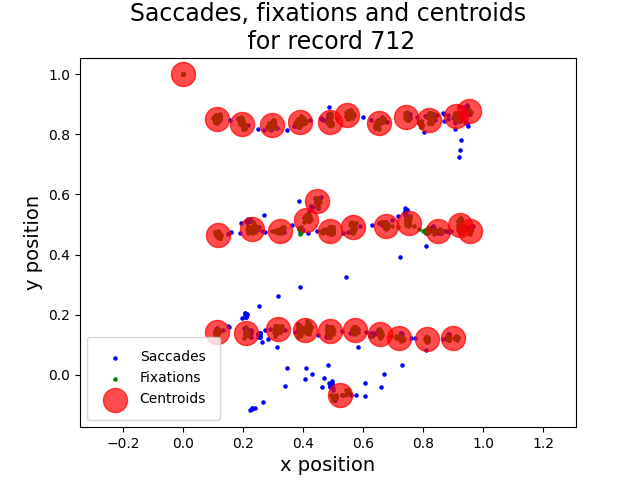 Saccades, fixations and centroids
for record 712
1.0
0.8
0.6
0.4
0.2
0.0
y position
Saccades
Fixations
Centroids
−0.2 0.0 0.2 0.4 0.6 0.8 1.0 1.2
x position